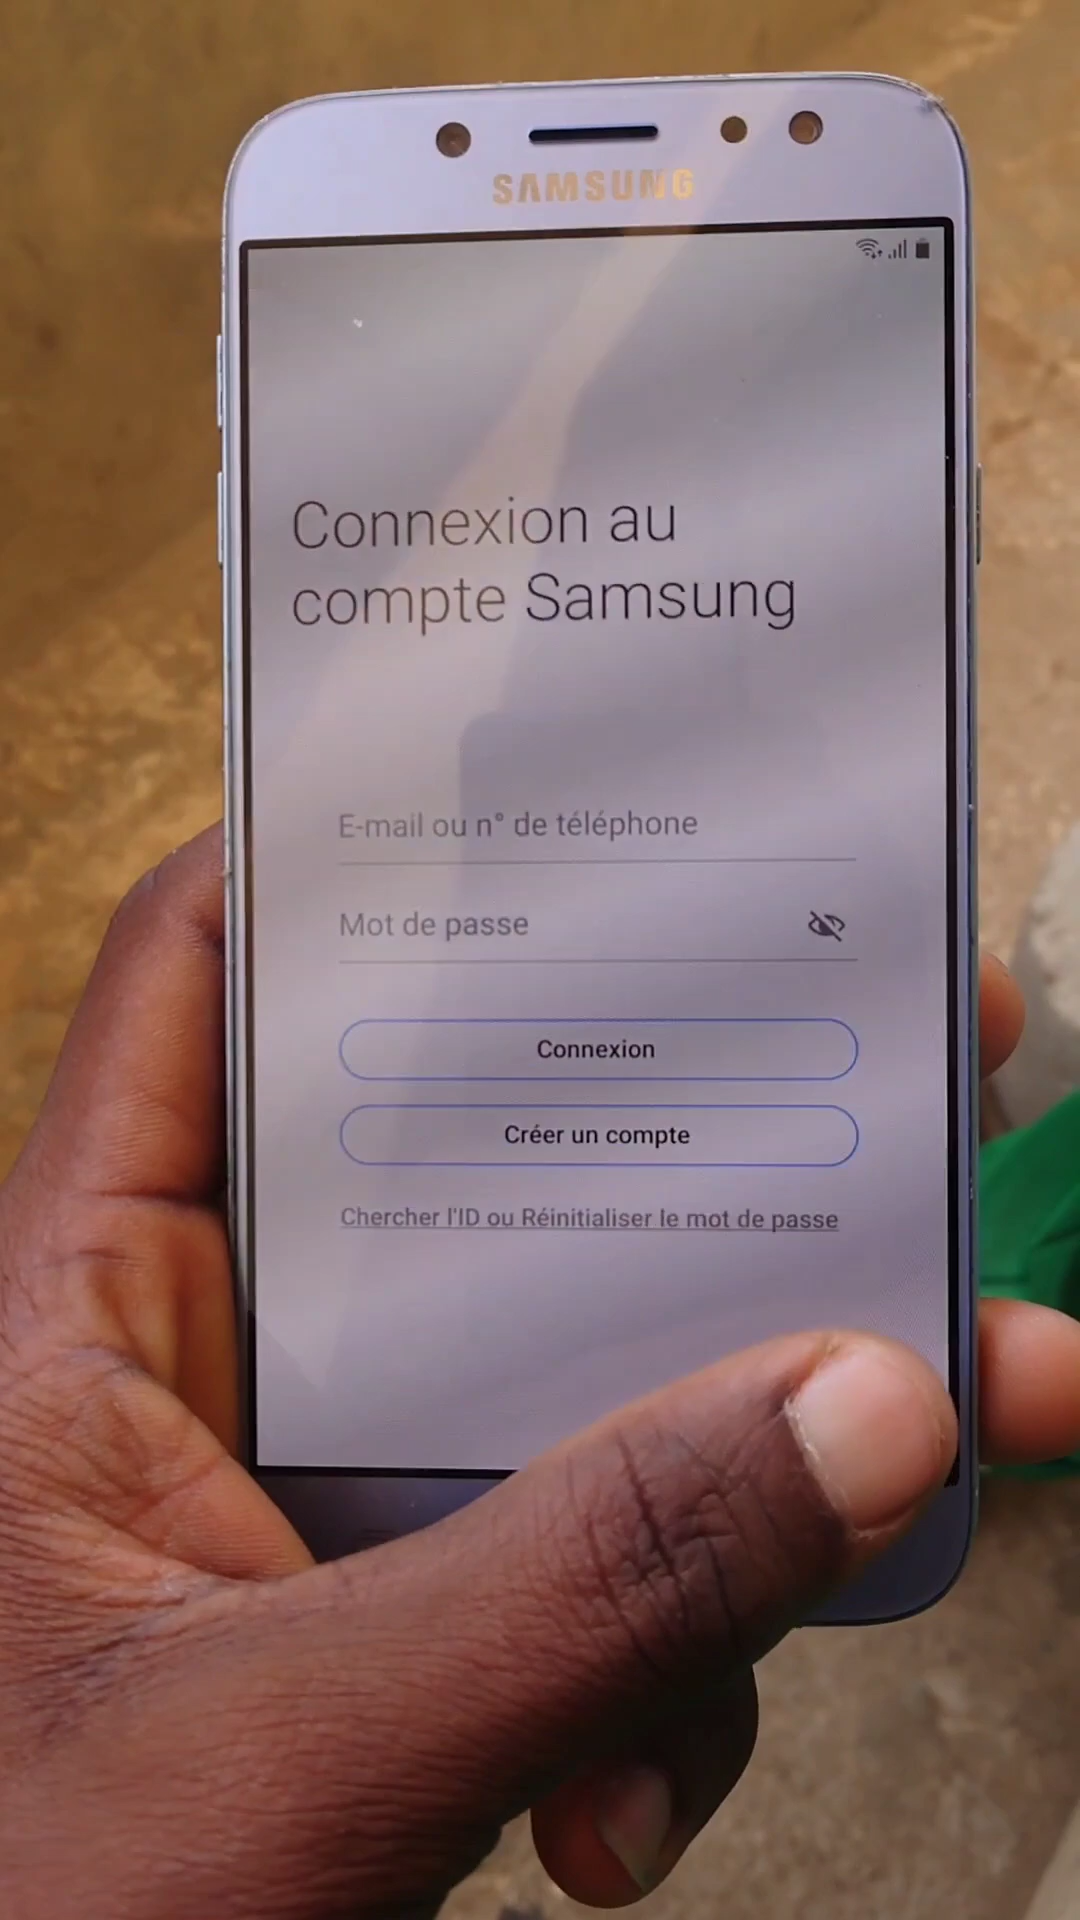 SAMSUNG
Connexion au
compte Samsung
E-mail ou n° de téléphone
Mot de passe
Connexion
Créer un compte
Chercher l'ID ou Réinitialiser le mot de passe